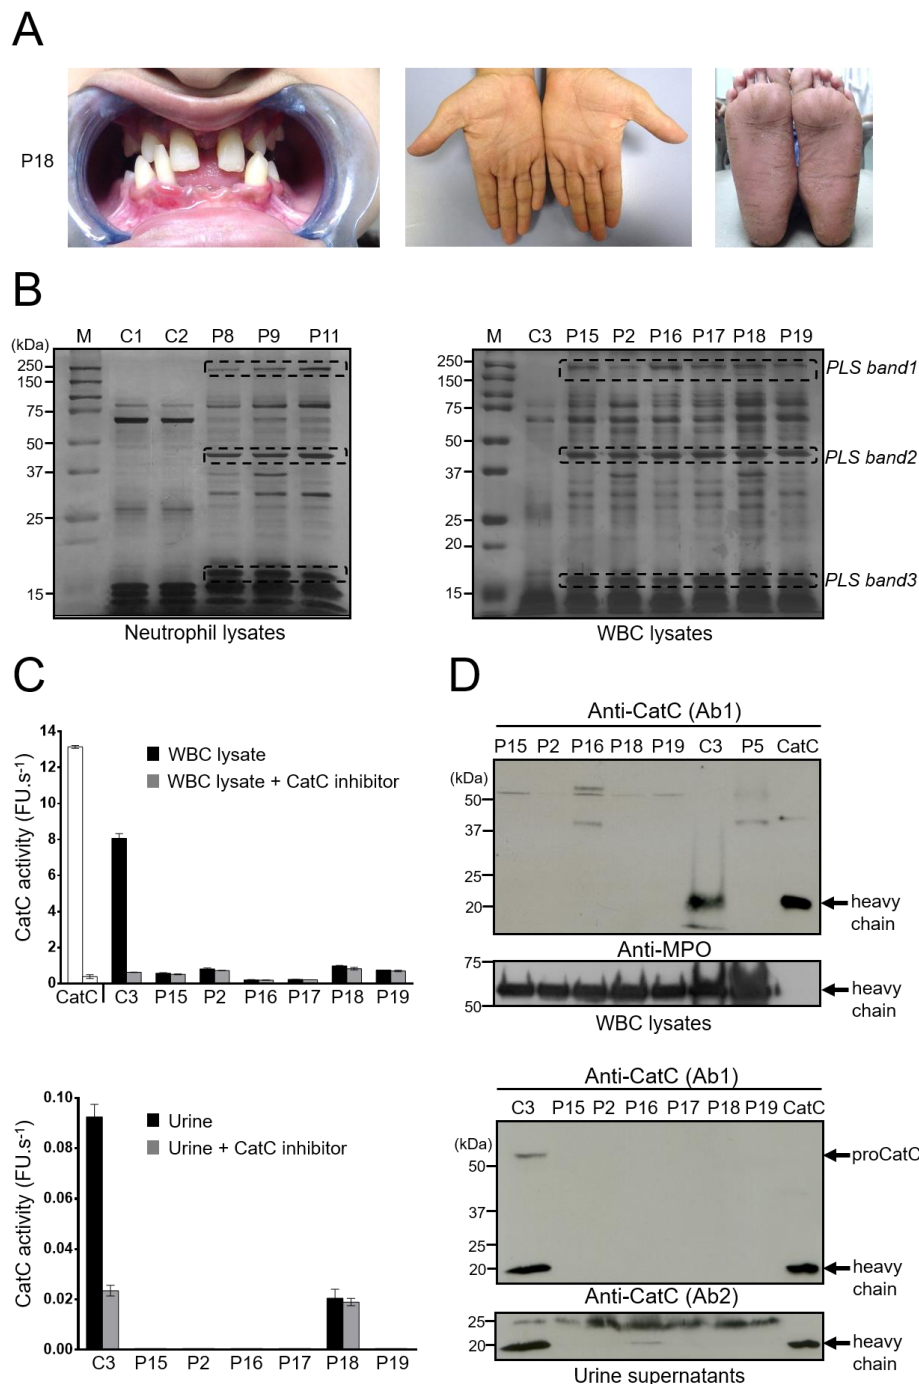 A
P18
B
(kDa) M C1 C2 P8 P9 P11
250
150
75
50
37
25
15
Neutrophil lysates
M C3 P15 P2 P16 P17 P18 P19
250
150
75
50
37
25
20
15
PLS band1
PLS band2
PLS band3
WBC lysates
C
CatC activity (FU.s-1)
14
12
10
8
6
4
2
0
WBC lysate
WBC lysate + CatC inhibitor
CatC C3 P15 P2 P16 P17 P18 P19
CatC activity (FU.s-1)
0.10
0.08
0.06
0.04
0.02
0.00
Urine
Urine + CatC inhibitor
C3 P15 P2 P16 P17 P18 P19
D
Anti-CatC (Ab1)
P15 P2 P16 P18 P19 C3 P5 CatC
(kDa)
50
37
25
20
heavy
chain
Anti-MPO
75
50
heavy
chain
WBC lysates
Anti-CatC (Ab1)
C3 P15 P2 P16 P17 P18 P19 CatC
(kDa)
50
37
25
20
proCatC
heavy
chain
Anti-CatC (Ab2)
25
20
heavy
chain
Urine supernatants